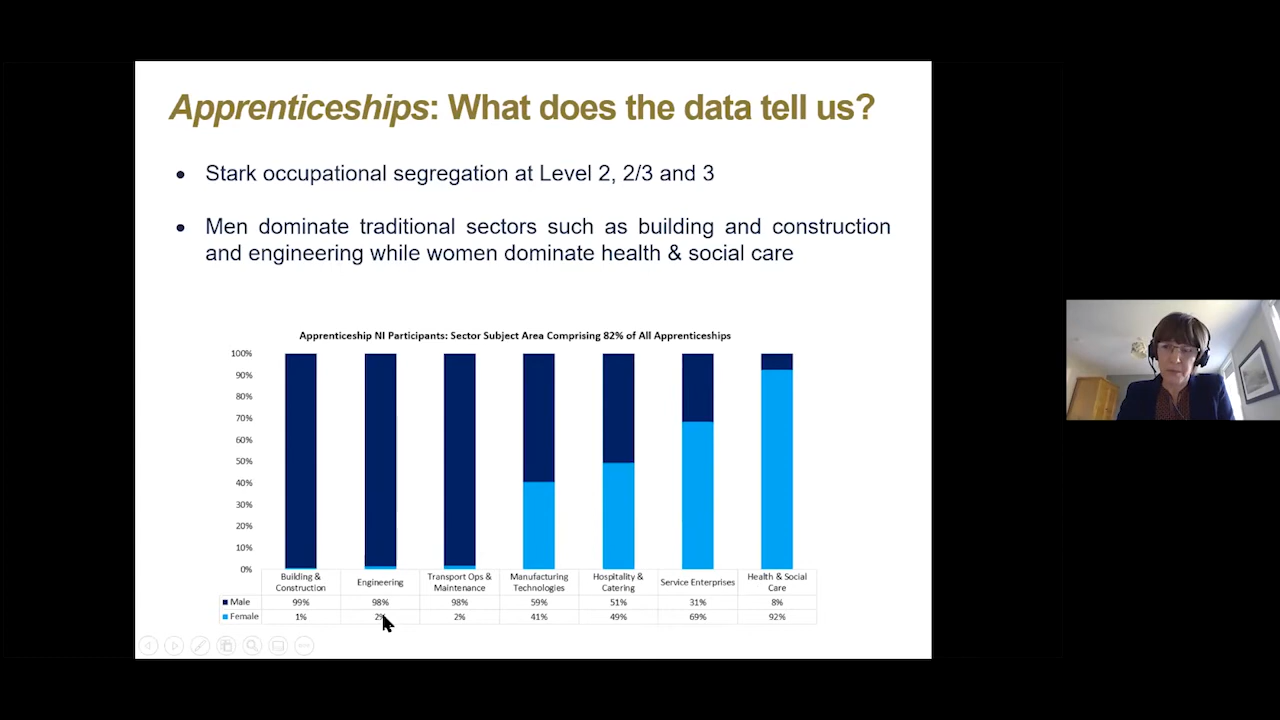 Apprenticeships: What does the data tell us?
• Stark occupational segregation at Level 2, 2/3 and 3
• Men dominate traditional sectors such as building and construction
and engineering while women dominate health & social care
Apprenticeship NI Participants: Sector Subject Area Comprising 82% of All Apprenticeships
100%
90%
80%
70%
60%
50%
40%
30%
20%
10%
0%
Building & Construction Engineering Transport Ops & Maintenance Manufacturing Technologies Hospitality & Catering Service Enterprises Health & Social Care
Male 99% 98% 98% 59% 51% 31% 8%
Female 1% 2% 2% 41% 49% 69% 92%